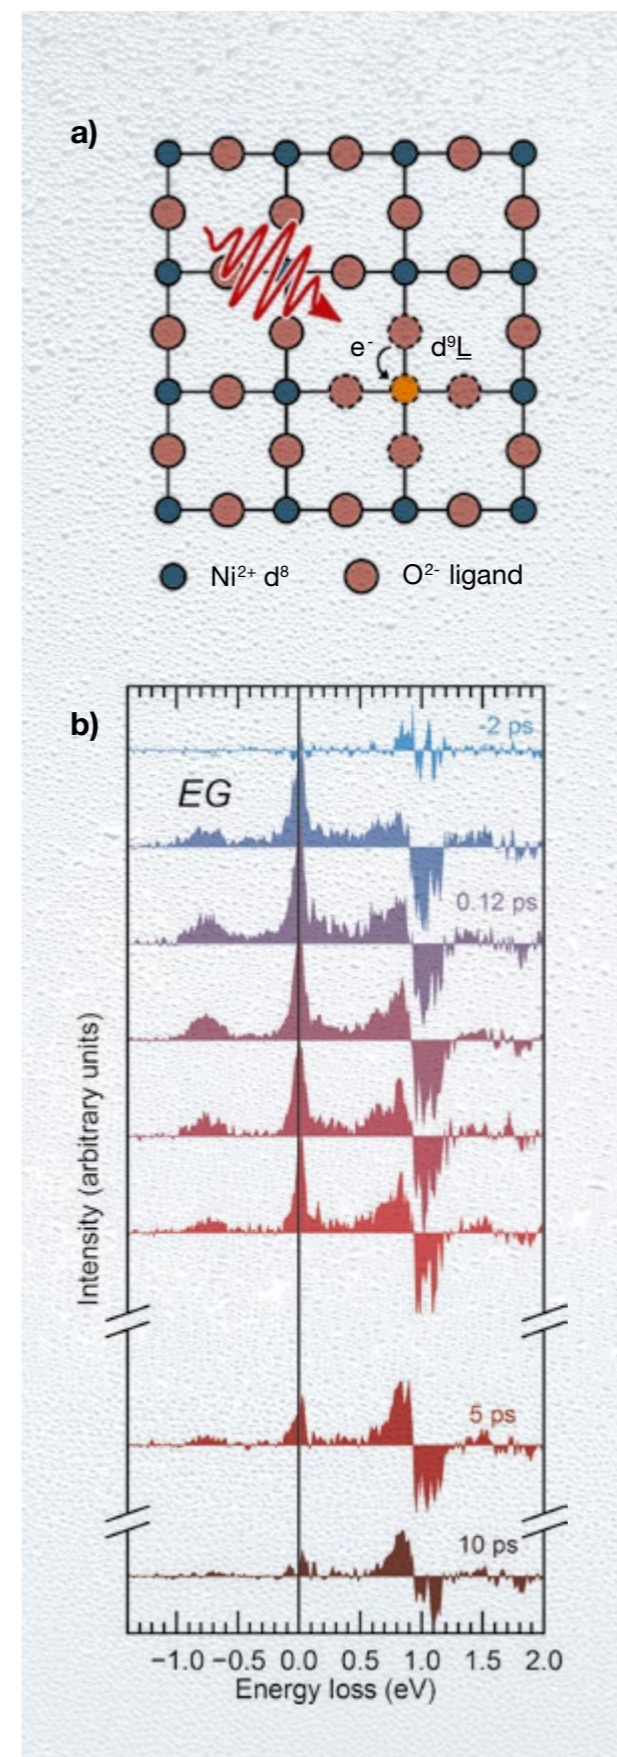 a)
e⁻
d⁹L
Ni²⁺ d⁸
O²⁻ ligand
b)
-2 ps
EG
0.12 ps
5 ps
10 ps
Intensity (arbitrary units)
−1.0 −0.5 0.0 0.5 1.0 1.5 2.0
Energy loss (eV)